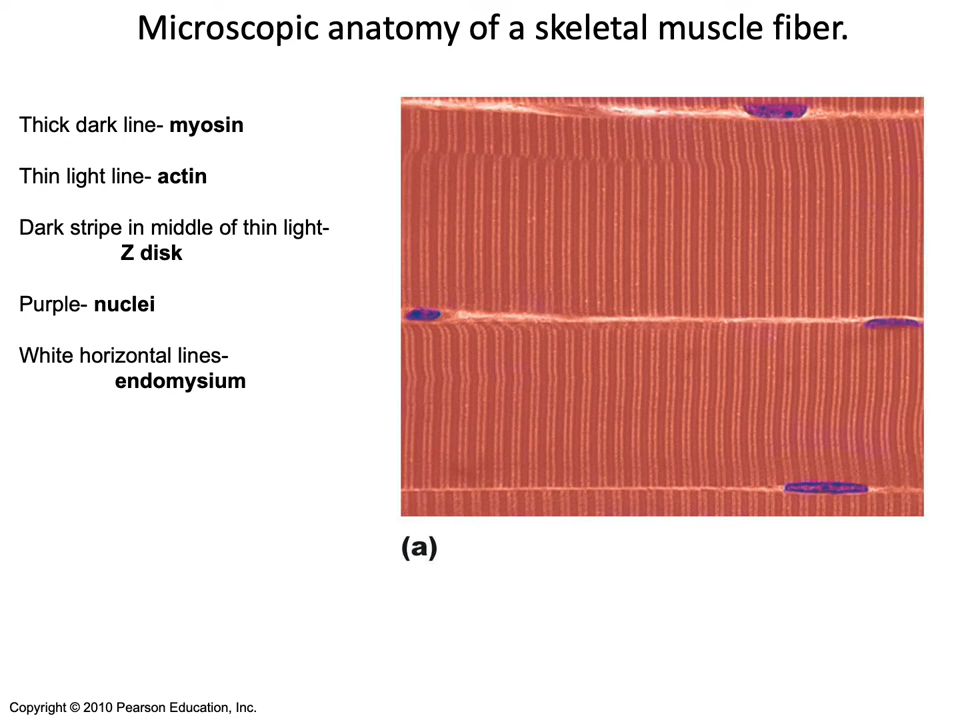 Microscopic anatomy of a skeletal muscle fiber.
Thick dark line- myosin
Thin light line- actin
Dark stripe in middle of thin light-
Z disk
Purple- nuclei
White horizontal lines-
endomysium
(a)
Copyright © 2010 Pearson Education, Inc.